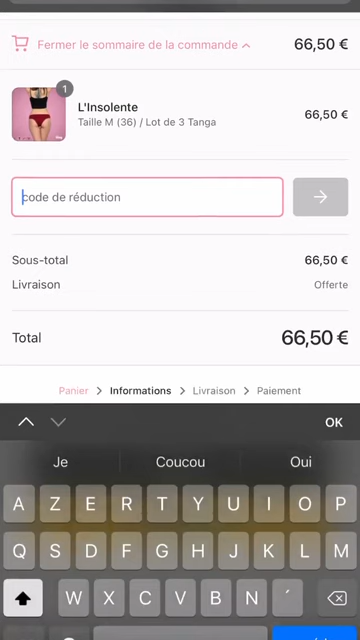 Fermer le sommaire de la commande
66,50 €
1
L'Insolente
Taille M (36) / Lot de 3 Tanga
66,50 €
code de réduction
Sous-total
66,50 €
Livraison
Offerte
Total
66,50 €
Panier > Informations > Livraison > Paiement
OK
Je
Coucou
Oui
A Z E R T Y U I O P
Q S D F G H J K L M
W X C V B N ´